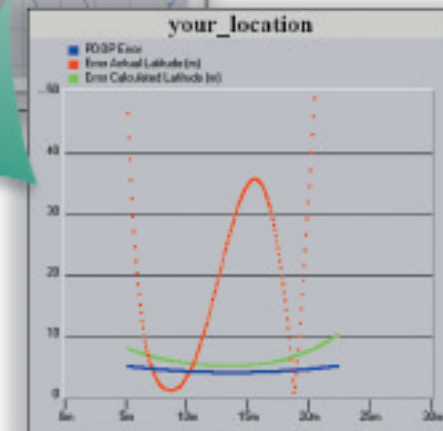 your_location
PDOP Error
Error Actual Latitude (m)
Error Calculated Latitude (m)
50
40
30
20
10
0
0m 5m 10m 15m 20m 25m 30m